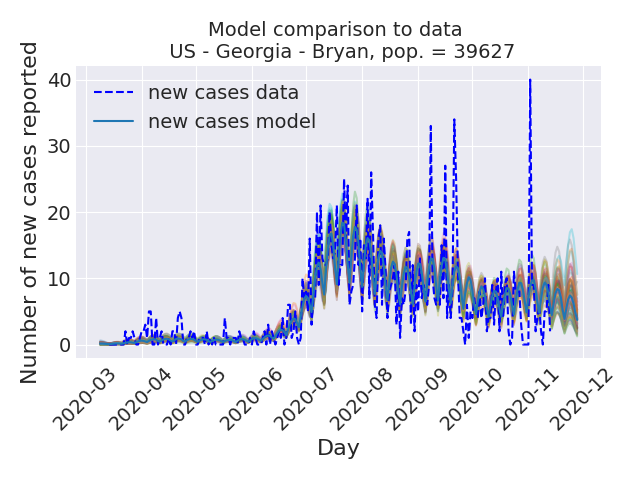 Model comparison to data
US - Georgia - Bryan, pop. = 39627
Number of new cases reported
40
30
20
10
0
new cases data
new cases model
2020-03
2020-04
2020-05
2020-06
2020-07
2020-08
2020-09
2020-10
2020-11
2020-12
Day